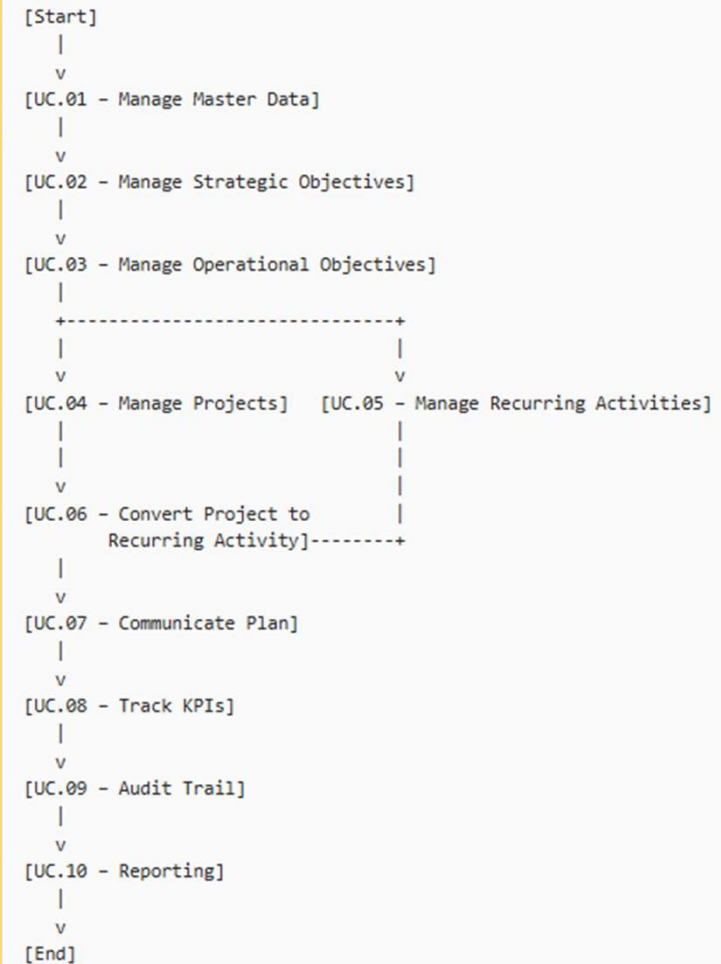 [Start]
|
v
[UC.01 – Manage Master Data]
|
v
[UC.02 – Manage Strategic Objectives]
|
v
[UC.03 – Manage Operational Objectives]
|
+-------------------------------+
|                               |
v                               v
[UC.04 – Manage Projects]   [UC.05 – Manage Recurring Activities]
|                               |
|                               |
v                               |
[UC.06 – Convert Project to        |
Recurring Activity]--------+
|
v
[UC.07 – Communicate Plan]
|
v
[UC.08 – Track KPIs]
|
v
[UC.09 – Audit Trail]
|
v
[UC.10 – Reporting]
|
v
[End]